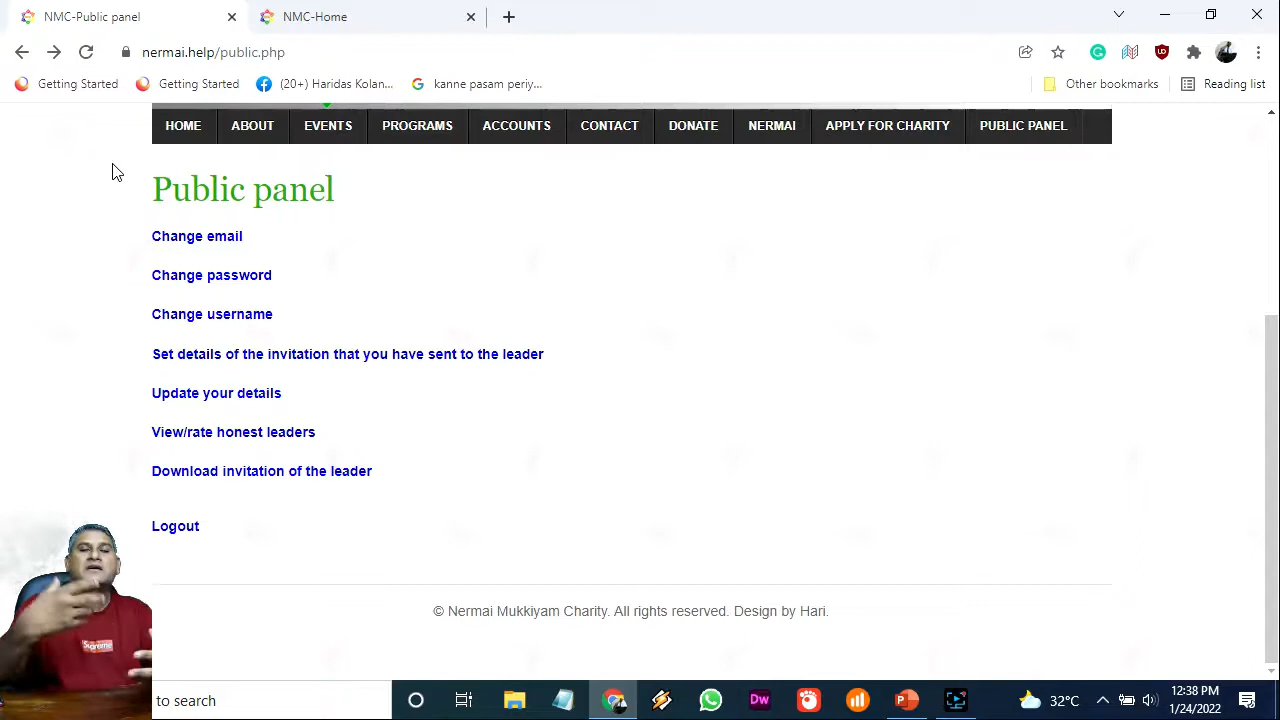 NMC-Public panel
NMC-Home
nermai.help/public.php
Getting Started
Getting Started
(20+) Haridas Kolan...
kanne pasam periy...
Other bookmarks
Reading list
HOME ABOUT EVENTS PROGRAMS ACCOUNTS CONTACT DONATE NERMAI APPLY FOR CHARITY PUBLIC PANEL
Public panel
Change email
Change password
Change username
Set details of the invitation that you have sent to the leader
Update your details
View/rate honest leaders
Download invitation of the leader
Logout
© Nermai Mukkiyam Charity. All rights reserved. Design by Hari.
Supreme
to search
Dw
32°C
12:38 PM
1/24/2022